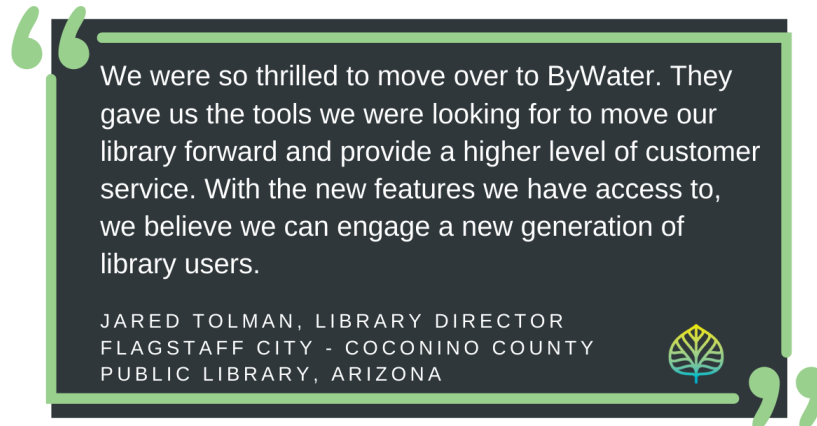 We were so thrilled to move over to ByWater. They
gave us the tools we were looking for to move our
library forward and provide a higher level of customer
service. With the new features we have access to,
we believe we can engage a new generation of
library users.
JARED TOLMAN, LIBRARY DIRECTOR
FLAGSTAFF CITY - COCONINO COUNTY
PUBLIC LIBRARY, ARIZONA